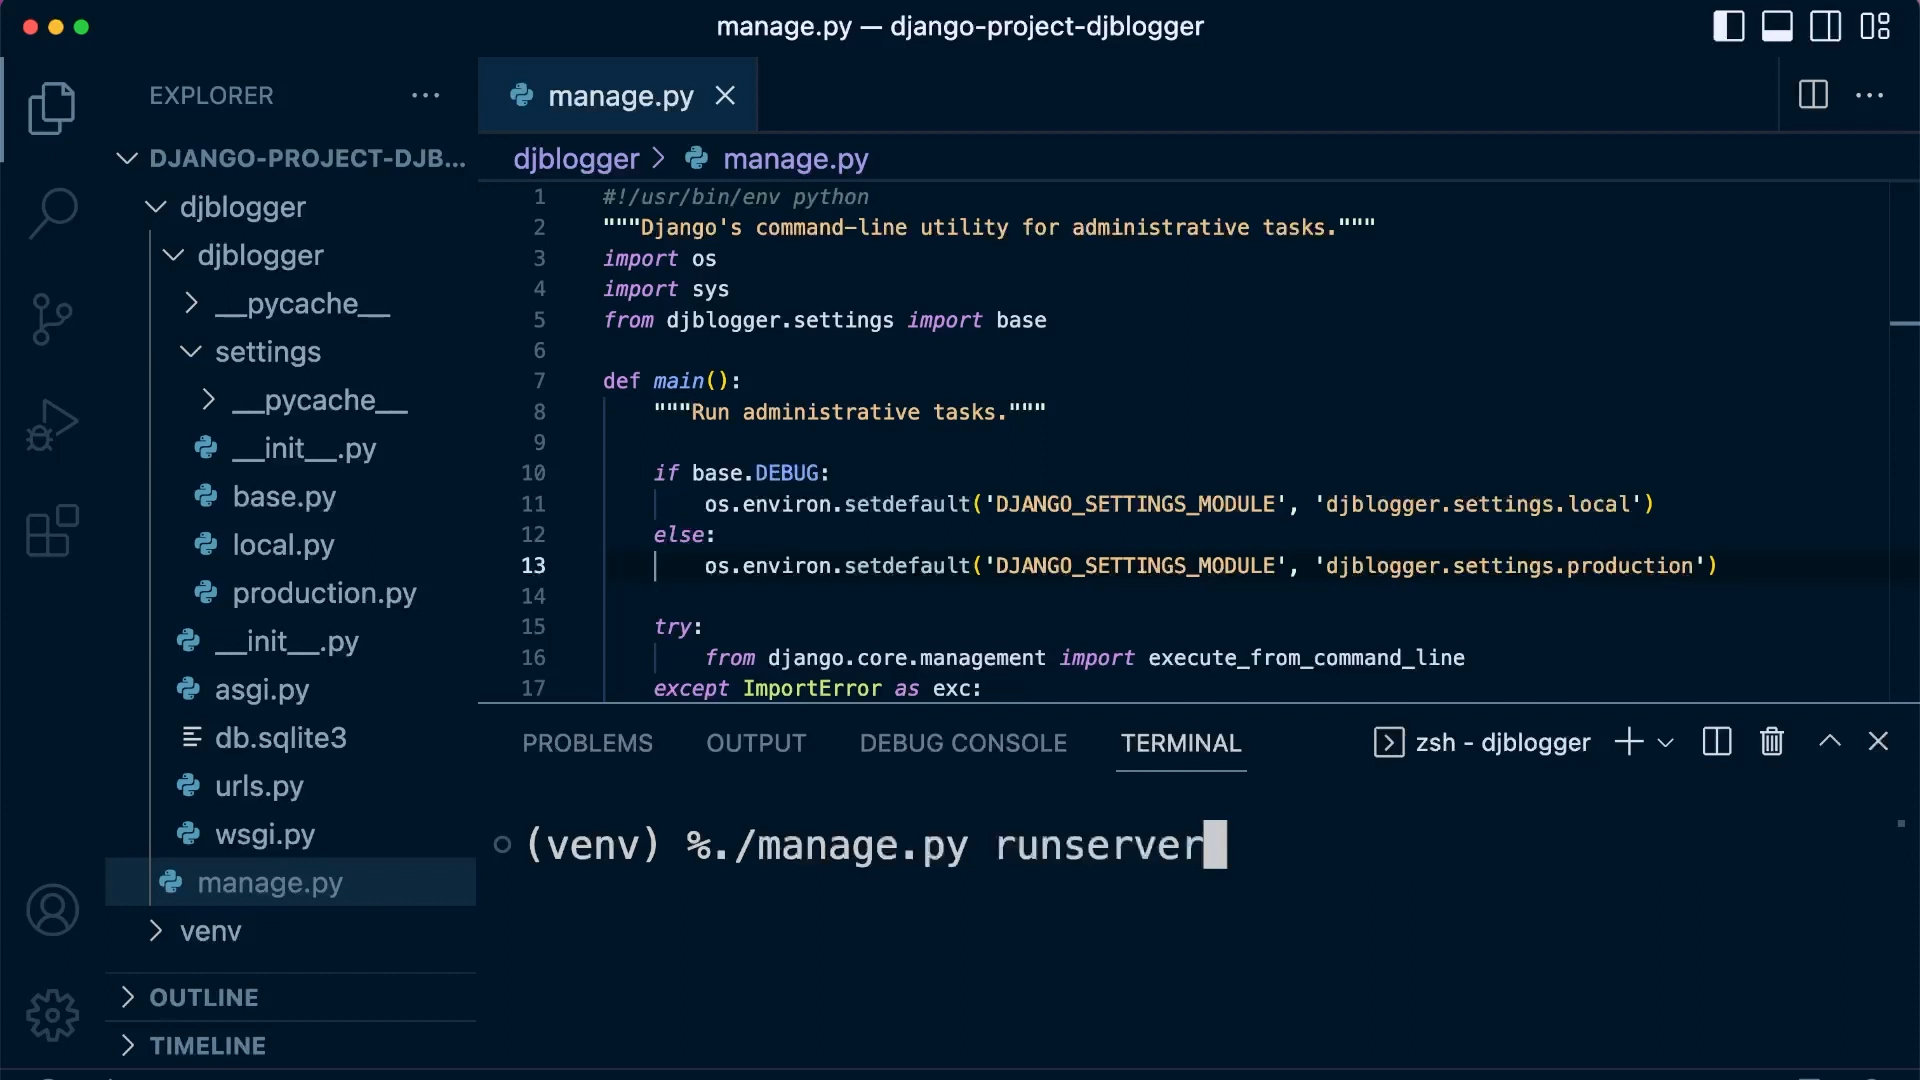 manage.py — django-project-djblogger
EXPLORER
DJANGO-PROJECT-DJB...
djblogger
djblogger
__pycache__
settings
__pycache__
__init__.py
base.py
local.py
production.py
__init__.py
asgi.py
db.sqlite3
urls.py
wsgi.py
manage.py
venv
OUTLINE
TIMELINE
manage.py
djblogger > manage.py
1 #!/usr/bin/env python
2 """Django's command-line utility for administrative tasks."""
3 import os
4 import sys
5 from djblogger.settings import base
6
7 def main():
8 """Run administrative tasks."""
9
10 if base.DEBUG:
11 os.environ.setdefault('DJANGO_SETTINGS_MODULE', 'djblogger.settings.local')
12 else:
13 os.environ.setdefault('DJANGO_SETTINGS_MODULE', 'djblogger.settings.production')
14
15 try:
16 from django.core.management import execute_from_command_line
17 except ImportError as exc:
PROBLEMS OUTPUT DEBUG CONSOLE TERMINAL zsh - djblogger
(venv) %./manage.py runserver